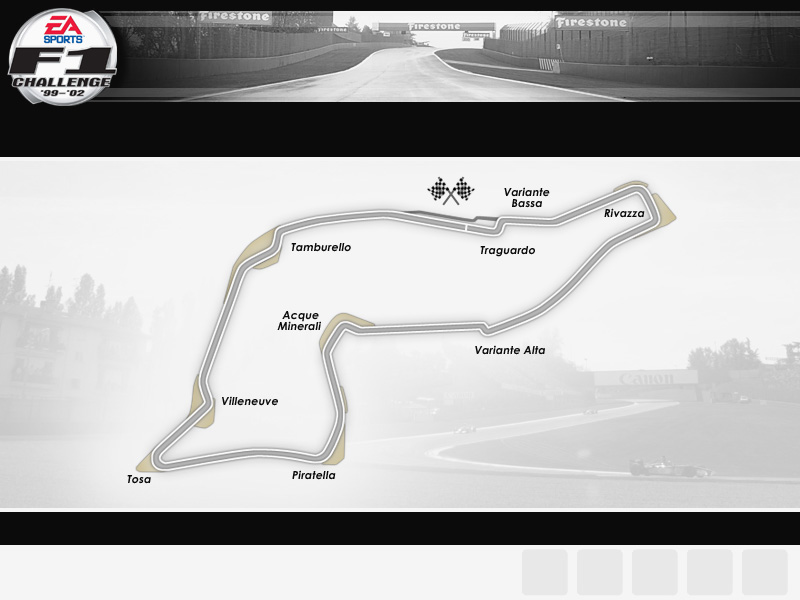 Firestone
Firestone
Firestone
EA
SPORTS
F1
CHALLENGE
'99-'02
Variante
Bassa
Rivazza
Tamburello
Traguardo
Acque
Minerali
Variante Alta
Villeneuve
Canon
Tosa
Piratella